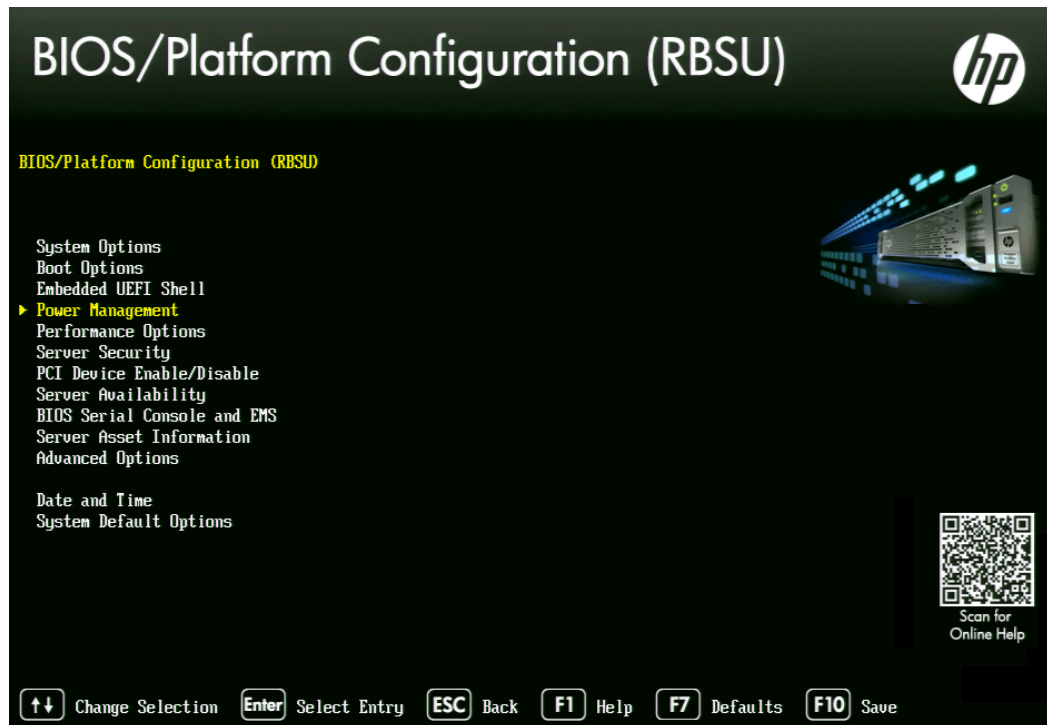 BIOS/Platform Configuration (RBSU)
hp
BIOS/Platform Configuration (RBSU)
System Options
Boot Options
Embedded UEFI Shell
Power Management
Performance Options
Server Security
PCI Device Enable/Disable
Server Availability
BIOS Serial Console and EMS
Server Asset Information
Advanced Options
Date and Time
System Default Options
Scan for
Online Help
↑↓ Change Selection Enter Select Entry ESC Back F1 Help F7 Defaults F10 Save